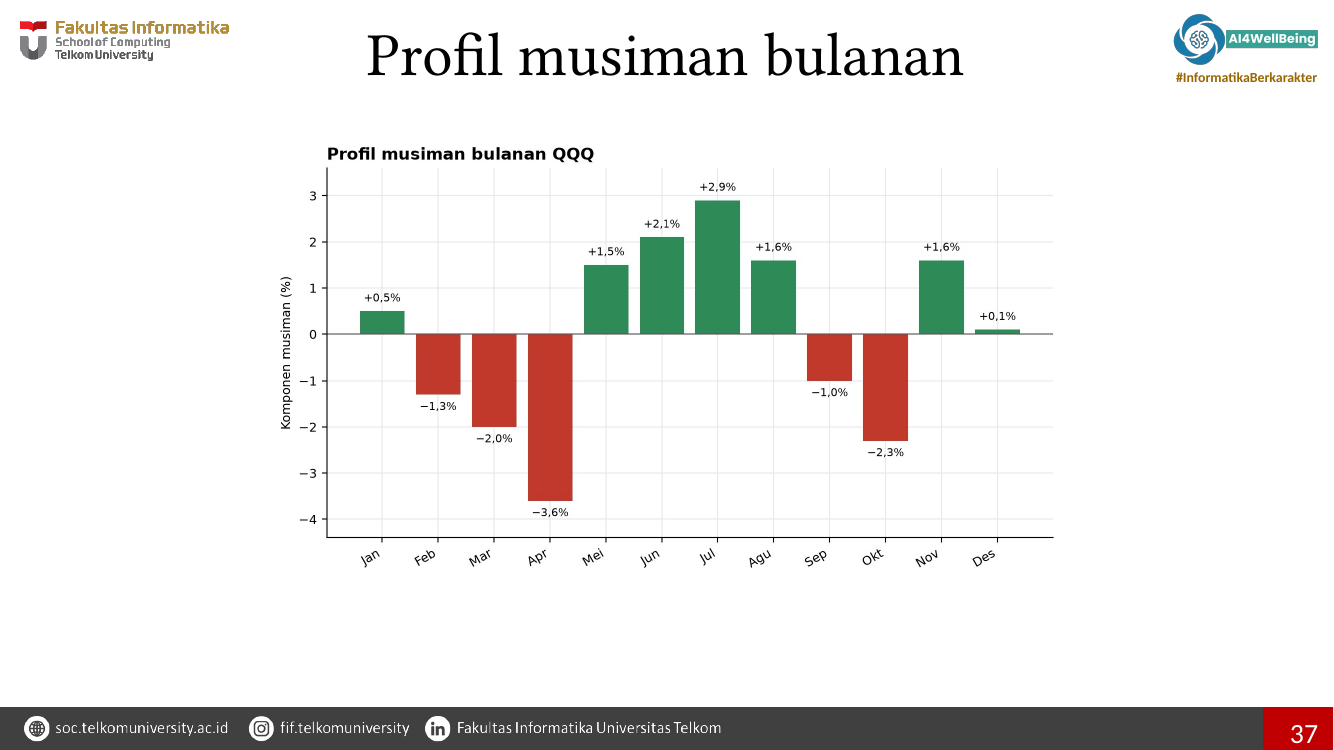 Fakultas Informatika
School of Computing
Telkom University
Profil musiman bulanan
AI4WellBeing
#InformatikaBerkarakter
Profil musiman bulanan QQQ
Komponen musiman (%)
3
2
1
0
−1
−2
−3
−4
+0,5%
−1,3%
−2,0%
−3,6%
+1,5%
+2,1%
+2,9%
+1,6%
−1,0%
−2,3%
+1,6%
+0,1%
Jan
Feb
Mar
Apr
Mei
Jun
Jul
Agu
Sep
Okt
Nov
Des
soc.telkomuniversity.ac.id
fif.telkomuniversity
in
Fakultas Informatika Universitas Telkom
37